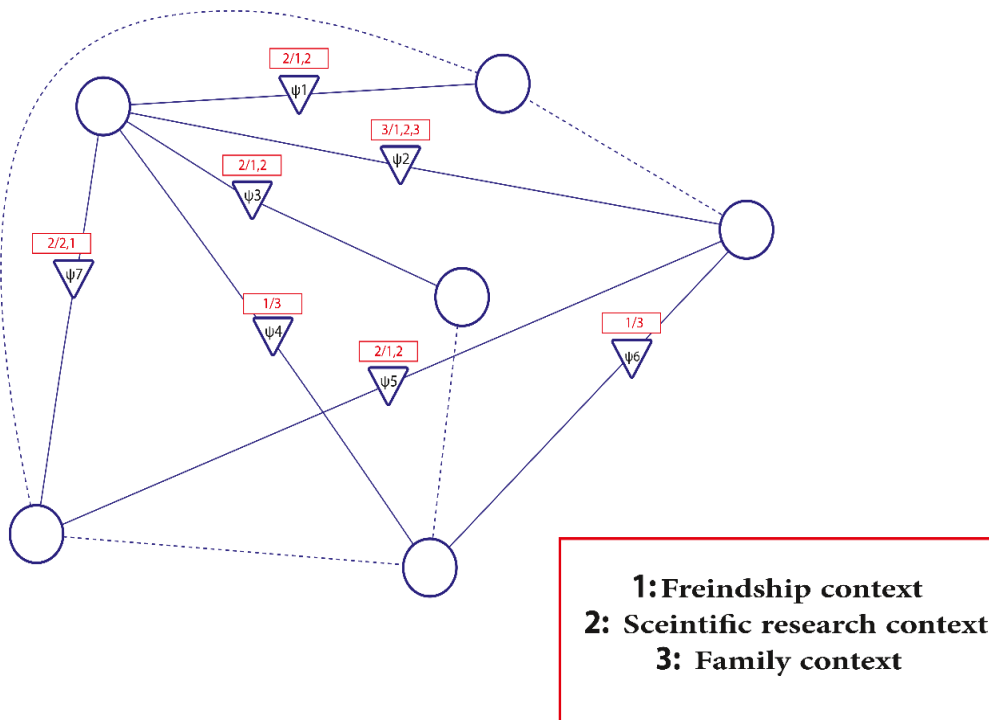 2/1,2
ψ1
3/1,2,3
ψ2
2/1,2
ψ3
2/2,1
ψ7
1/3
ψ4
2/1,2
ψ5
1/3
ψ6
1: Freindship context
2: Sceintific research context
3: Family context